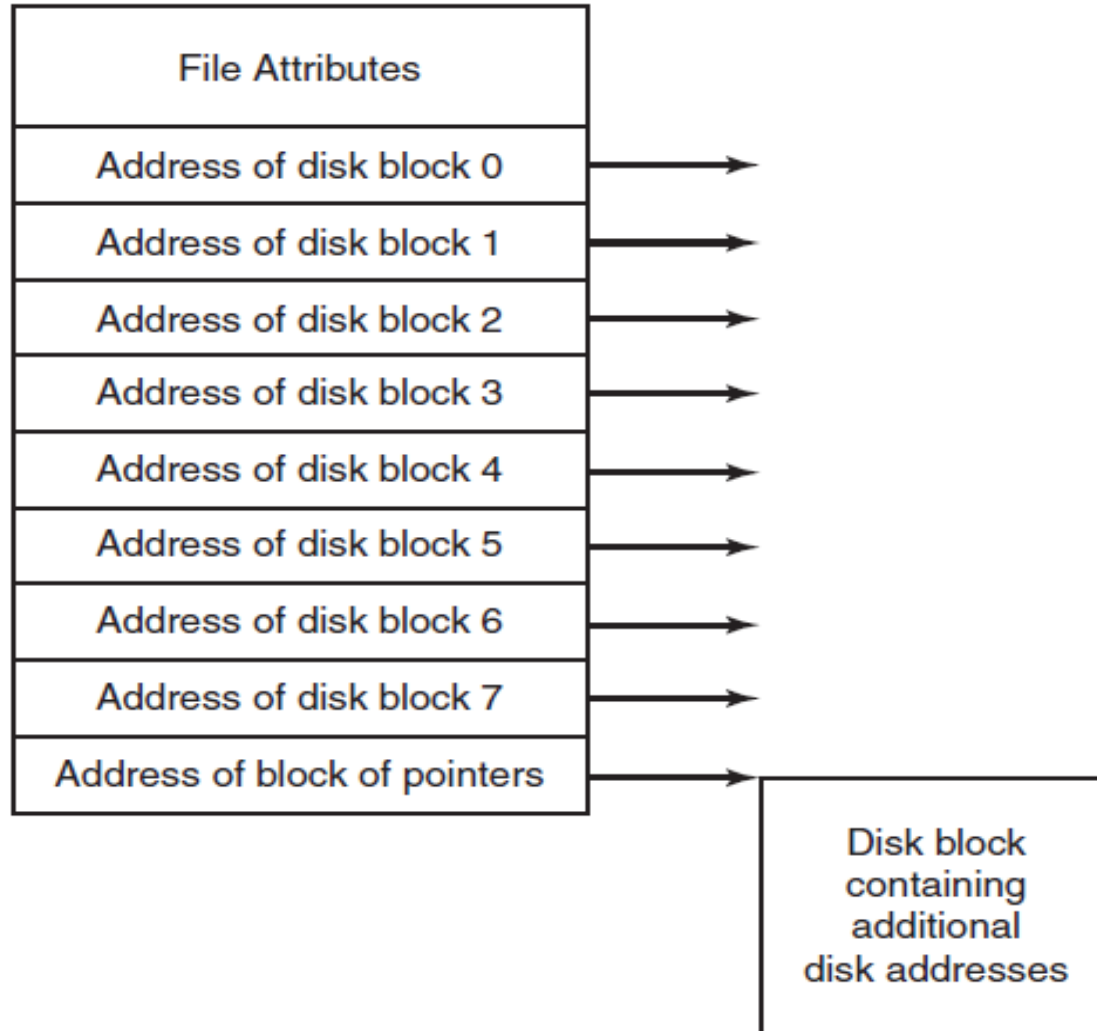 File Attributes
Address of disk block 0
Address of disk block 1
Address of disk block 2
Address of disk block 3
Address of disk block 4
Address of disk block 5
Address of disk block 6
Address of disk block 7
Address of block of pointers
Disk block
containing
additional
disk addresses